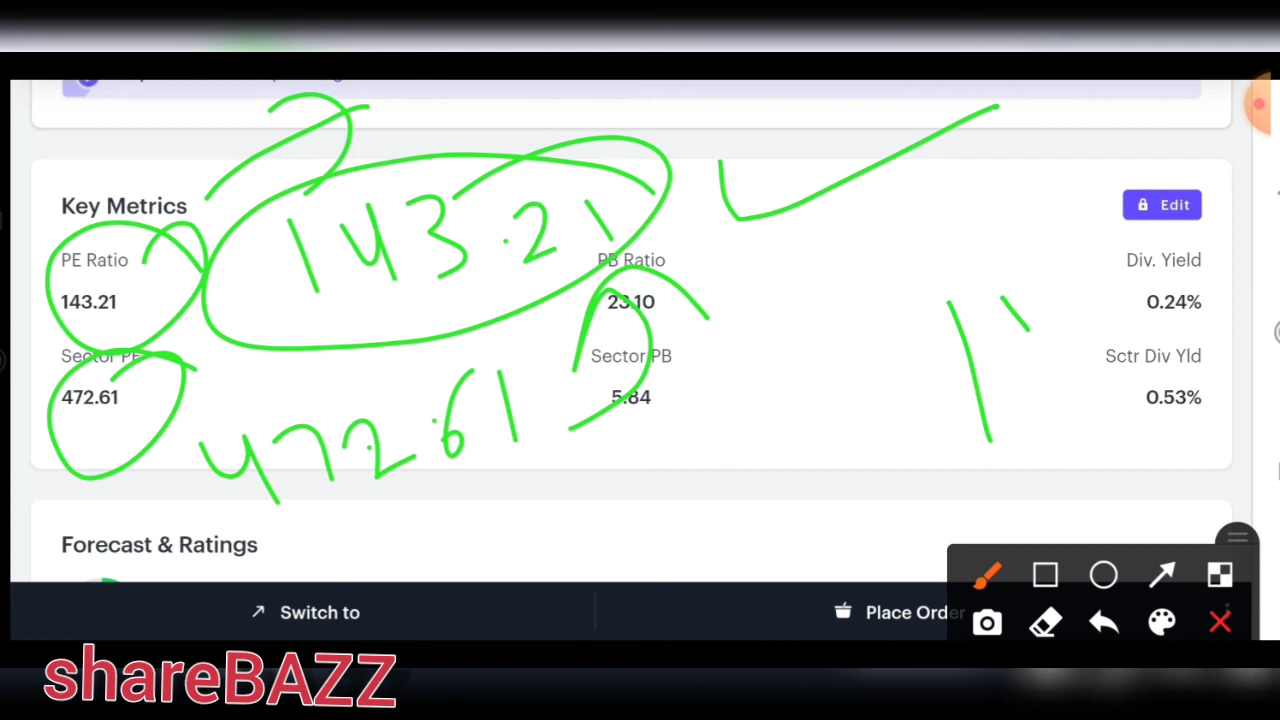 Key Metrics
Edit
143.21
PE Ratio
PB Ratio
Div. Yield
143.21
23.10
0.24%
Sector PE
Sector PB
Sctr Div Yld
472.61
5.84
0.53%
472.61
Forecast & Ratings
Switch to
Place Order
shareBAZZ